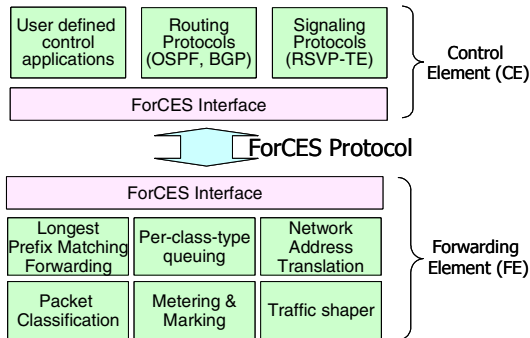 User defined
control
applications
Routing
Protocols
(OSPF, BGP)
Signaling
Protocols
(RSVP-TE)
Control
Element (CE)
ForCES Interface
ForCES Protocol
ForCES Interface
Longest
Prefix Matching
Forwarding
Per-class-type
queuing
Network
Address
Translation
Forwarding
Element (FE)
Packet
Classification
Metering &
Marking
Traffic shaper